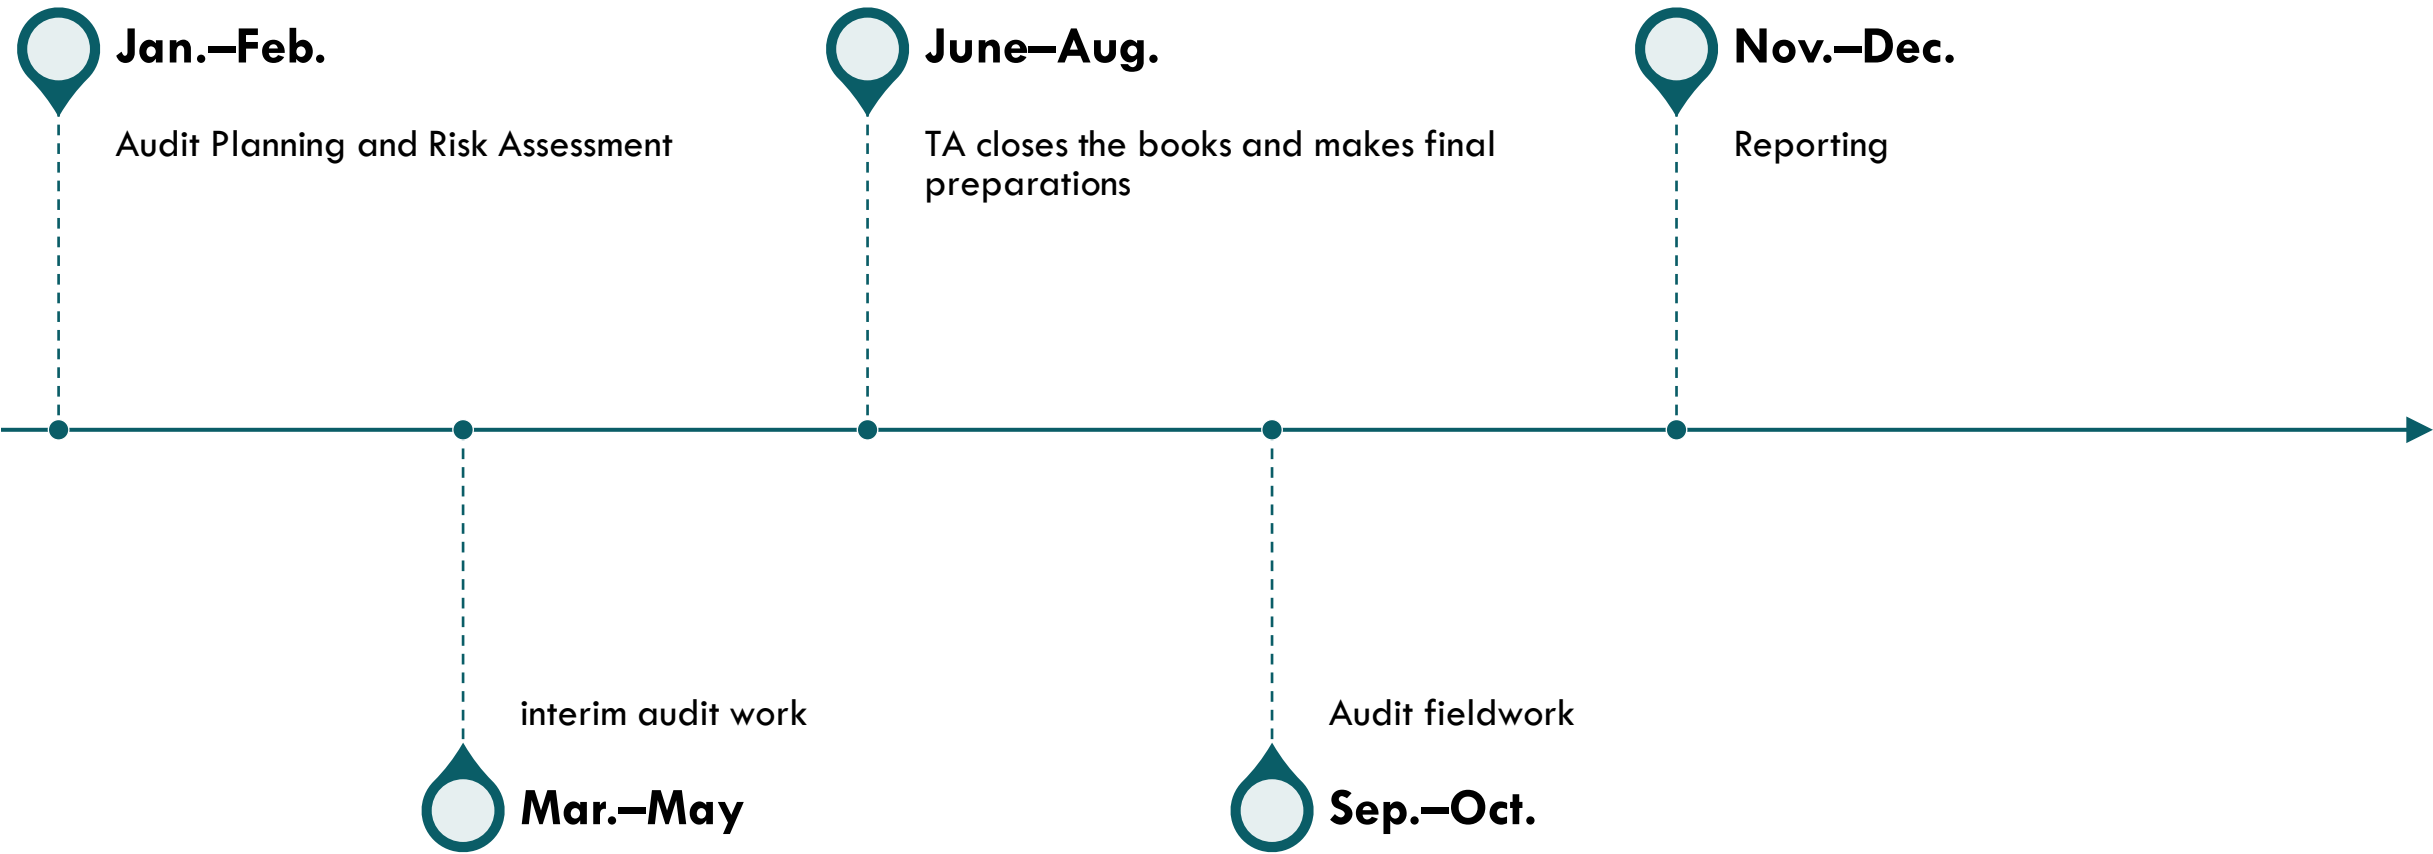 Jan.–Feb.
Audit Planning and Risk Assessment
Mar.–May
interim audit work
June–Aug.
TA closes the books and makes final
preparations
Sep.–Oct.
Audit fieldwork
Nov.–Dec.
Reporting